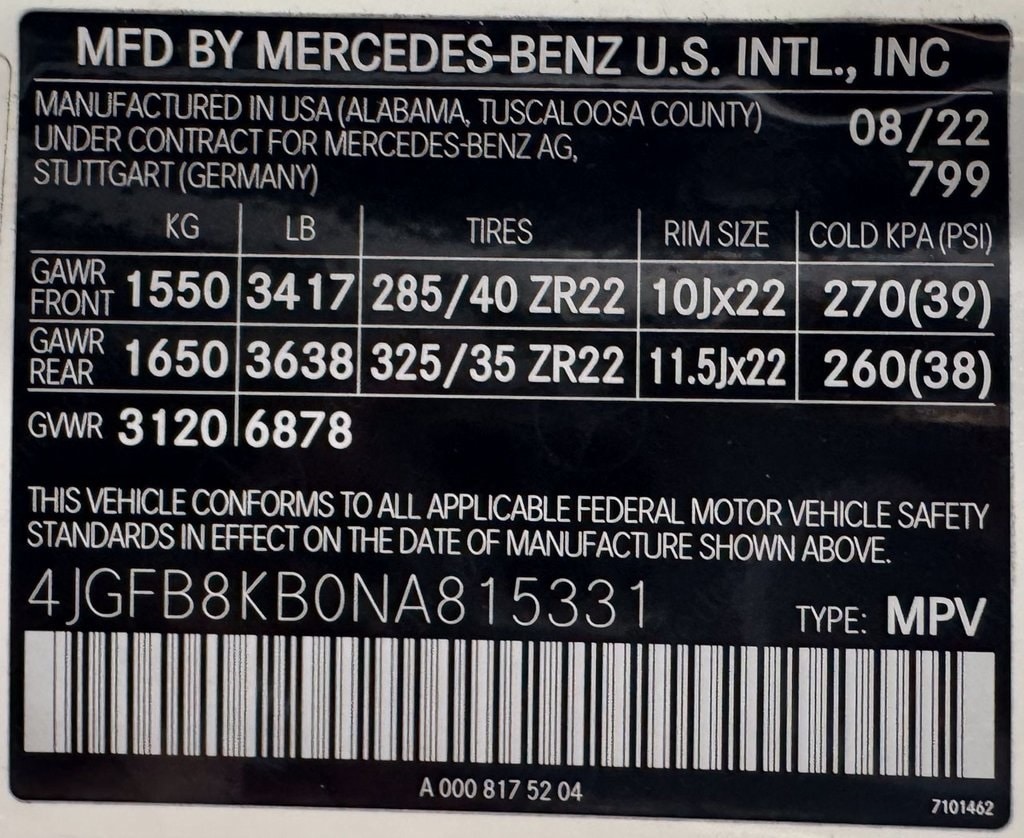 MFD BY MERCEDES-BENZ U.S. INTL., INC
MANUFACTURED IN USA (ALABAMA, TUSCALOOSA COUNTY) 08/22
UNDER CONTRACT FOR MERCEDES-BENZ AG,
STUTTGART (GERMANY) 799
KG LB TIRES RIM SIZE COLD KPA (PSI)
GAWR FRONT 1550 3417 285/40 ZR22 10Jx22 270(39)
GAWR REAR 1650 3638 325/35 ZR22 11.5Jx22 260(38)
GVWR 3120 6878
THIS VEHICLE CONFORMS TO ALL APPLICABLE FEDERAL MOTOR VEHICLE SAFETY
STANDARDS IN EFFECT ON THE DATE OF MANUFACTURE SHOWN ABOVE.
4JGFB8KB0NA815331 TYPE: MPV
A 000 817 52 04
7101462